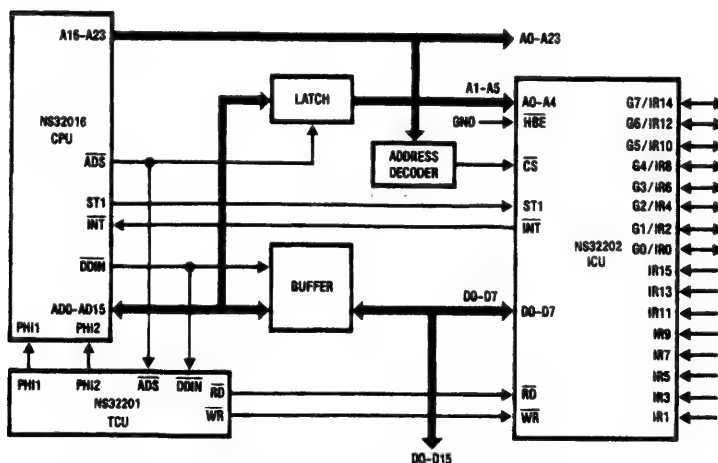 A16-A23
A0-A23
NS32016
CPU
LATCH
A1-A5
A0-A4
G7/IR14
GND
HBE
G6/IR12
ADDRESS
DECODER
G5/IR10
ADS
CS
G4/IR8
G3/IR6
ST1
ST1
G2/IR4
INT
INT
NS32202
ICU
G1/IR2
G0/IR0
DDIN
BUFFER
IR15
IR13
AD0-AD15
D0-D7
D0-D7
IR11
PHI1
PHI2
IR9
IR7
PHI1
PHI2
ADS
DDIN
RD
IR5
NS32201
TCU
WR
RD
IR3
WR
IR1
D0-D15